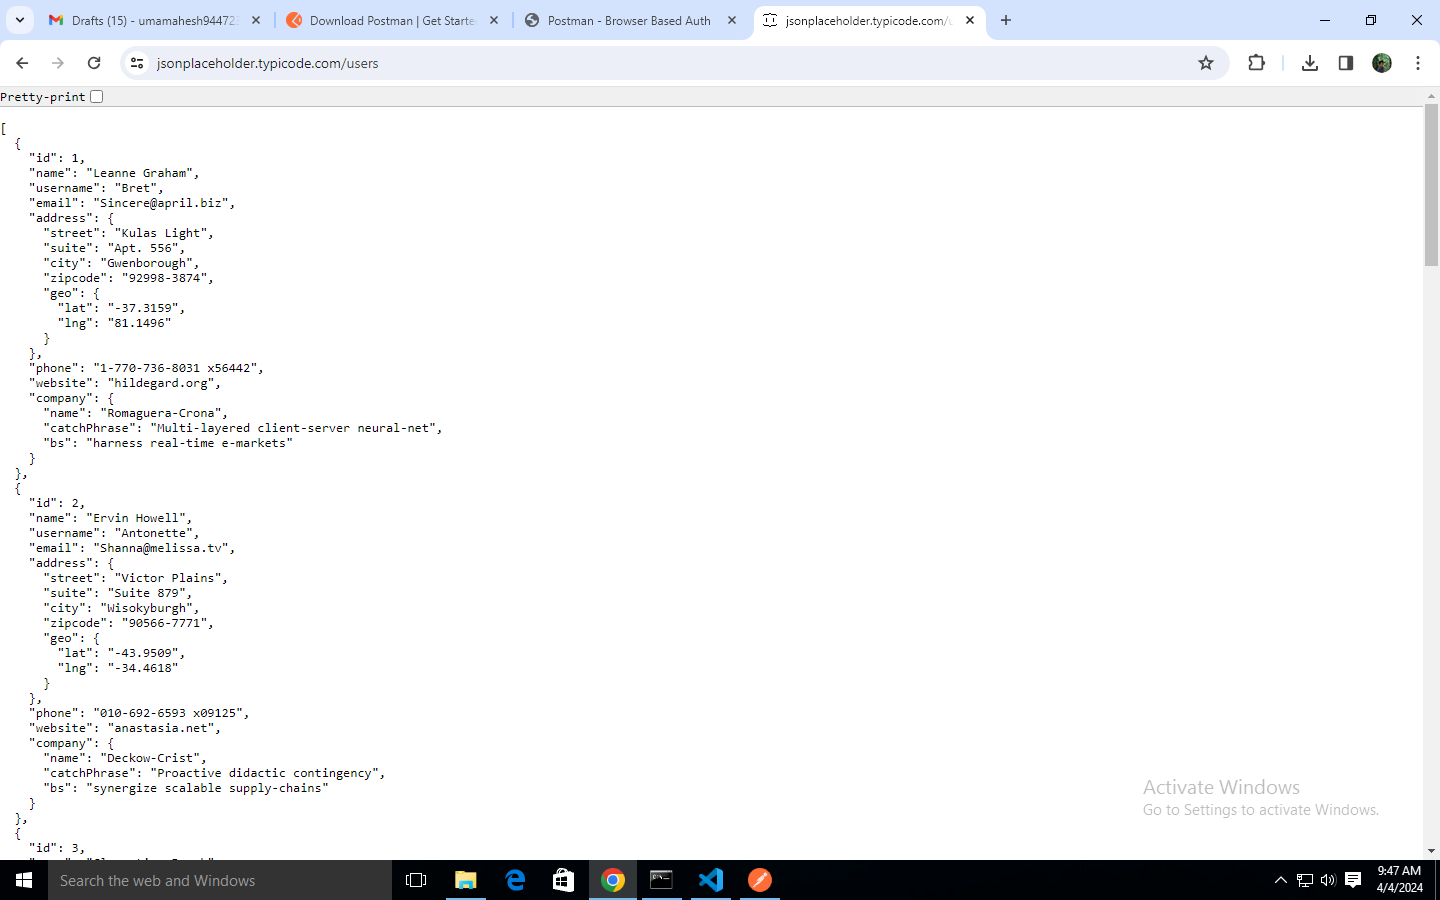 Drafts (15) - umamahesh94472
Download Postman | Get Starte
Postman - Browser Based Auth
jsonplaceholder.typicode.com/u
jsonplaceholder.typicode.com/users
Pretty-print
[
  {
    "id": 1,
    "name": "Leanne Graham",
    "username": "Bret",
    "email": "Sincere@april.biz",
    "address": {
      "street": "Kulas Light",
      "suite": "Apt. 556",
      "city": "Gwenborough",
      "zipcode": "92998-3874",
      "geo": {
        "lat": "-37.3159",
        "lng": "81.1496"
      }
    },
    "phone": "1-770-736-8031 x56442",
    "website": "hildegard.org",
    "company": {
      "name": "Romaguera-Crona",
      "catchPhrase": "Multi-layered client-server neural-net",
      "bs": "harness real-time e-markets"
    }
  },
  {
    "id": 2,
    "name": "Ervin Howell",
    "username": "Antonette",
    "email": "Shanna@melissa.tv",
    "address": {
      "street": "Victor Plains",
      "suite": "Suite 879",
      "city": "Wisokyburgh",
      "zipcode": "90566-7771",
      "geo": {
        "lat": "-43.9509",
        "lng": "-34.4618"
      }
    },
    "phone": "010-692-6593 x09125",
    "website": "anastasia.net",
    "company": {
      "name": "Deckow-Crist",
      "catchPhrase": "Proactive didactic contingency",
      "bs": "synergize scalable supply-chains"
    }
  },
  {
    "id": 3,
Activate Windows
Go to Settings to activate Windows.
Search the web and Windows
9:47 AM
4/4/2024